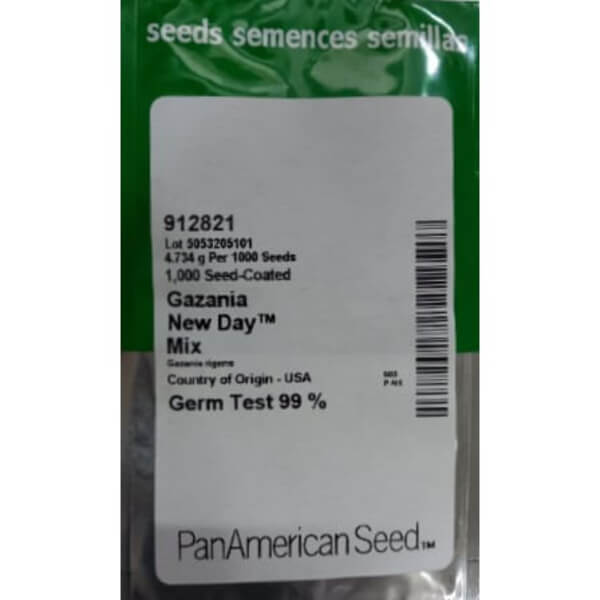 seeds semences semillas
912821
Lot 5053205101
4.734 g Per 1000 Seeds
1,000 Seed-Coated
Gazania
New Day™
Mix
Gazania rigens
Country of Origin - USA
Germ Test 99 %
PanAmerican Seed™